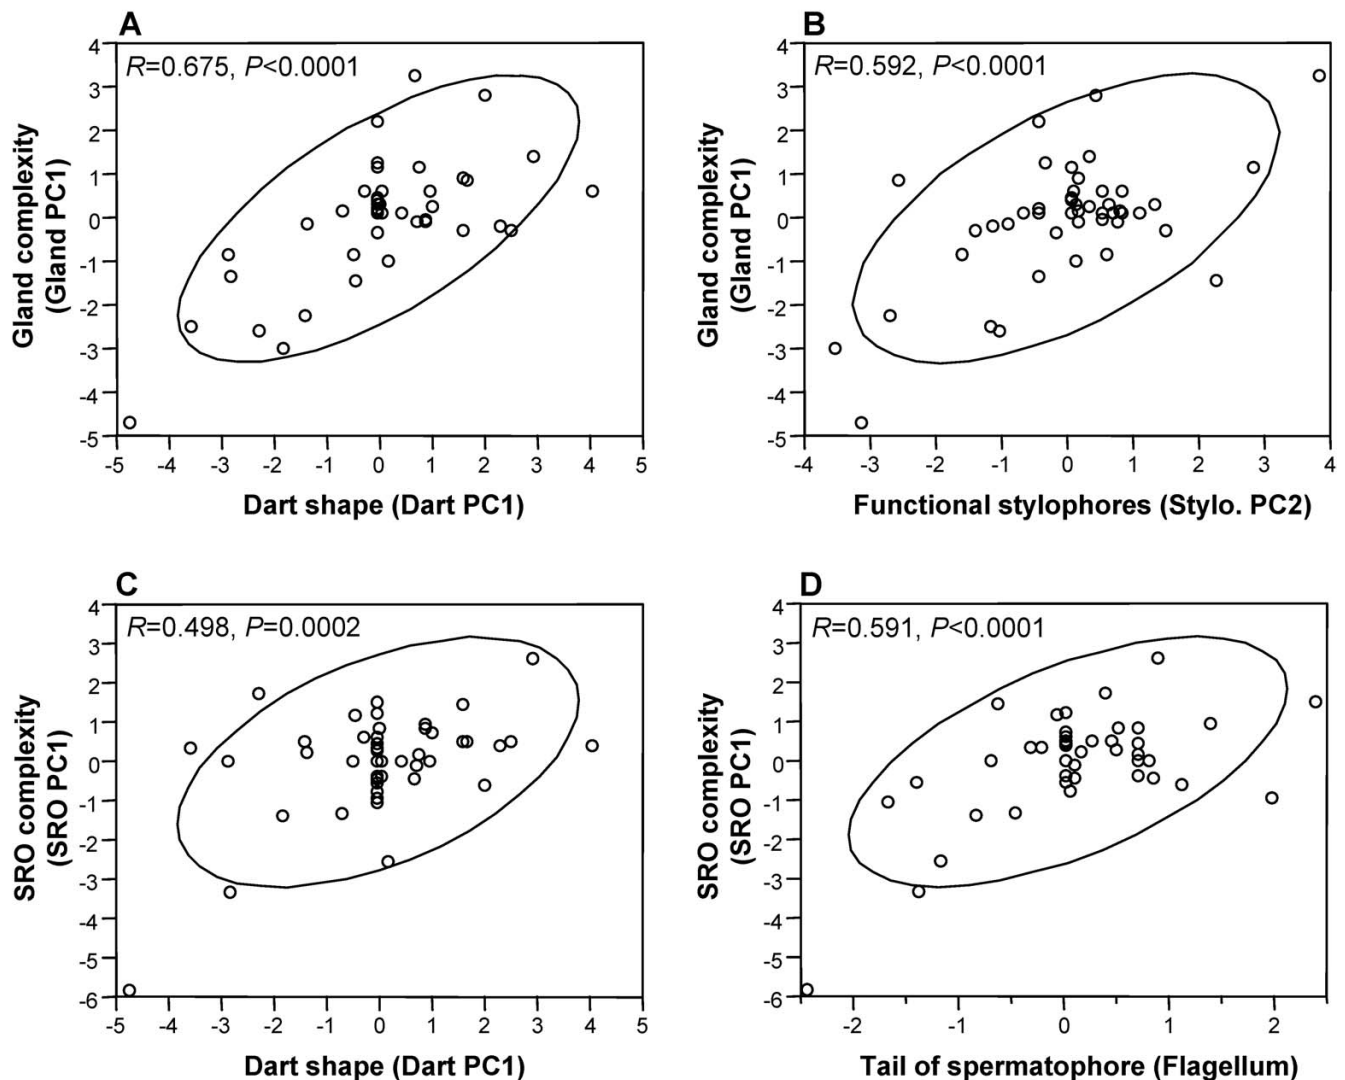 A
R=0.675, P<0.0001
4
3
2
1
0
-1
-2
-3
-4
-5
Gland complexity
(Gland PC1)
-5 -4 -3 -2 -1 0 1 2 3 4 5
Dart shape (Dart PC1)
B
R=0.592, P<0.0001
4
3
2
1
0
-1
-2
-3
-4
-5
Gland complexity
(Gland PC1)
-4 -3 -2 -1 0 1 2 3 4
Functional stylophores (Stylo. PC2)
C
R=0.498, P=0.0002
4
3
2
1
0
-1
-2
-3
-4
-5
-6
SRO complexity
(SRO PC1)
-5 -4 -3 -2 -1 0 1 2 3 4 5
Dart shape (Dart PC1)
D
R=0.591, P<0.0001
4
3
2
1
0
-1
-2
-3
-4
-5
-6
SRO complexity
(SRO PC1)
-2 -1 0 1 2
Tail of spermatophore (Flagellum)